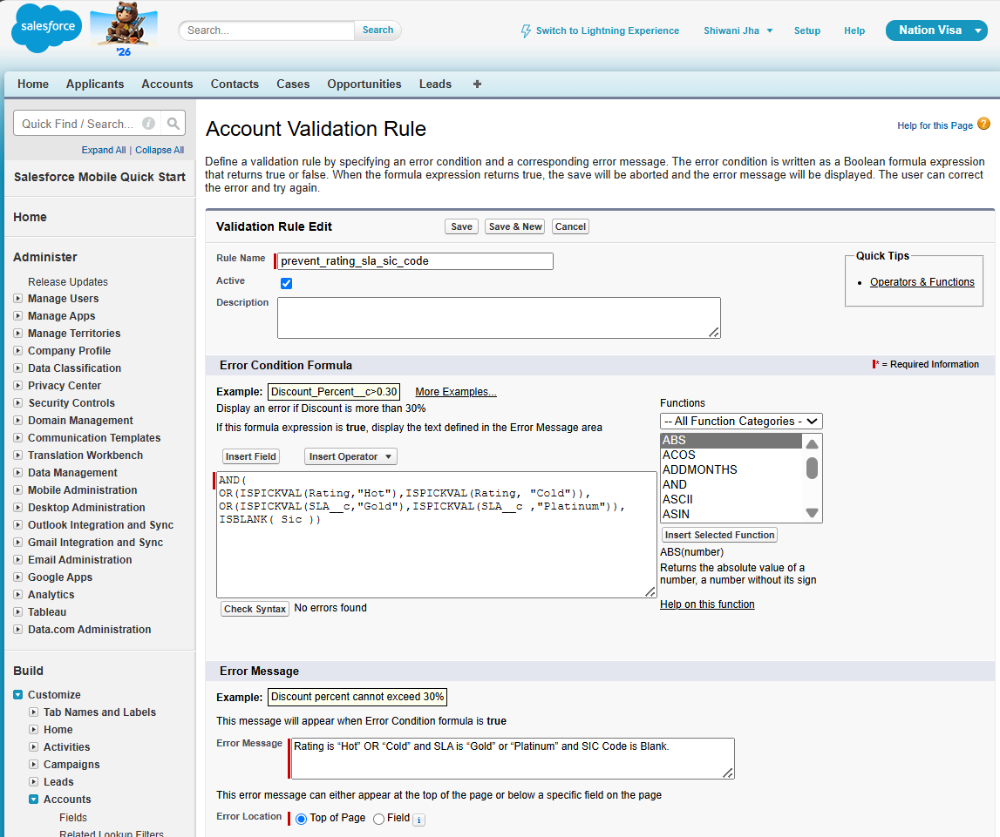 salesforce
'26
Search...
Search
Switch to Lightning Experience
Shiwani Jha
Setup
Help
Nation Visa
Home
Applicants
Accounts
Contacts
Cases
Opportunities
Leads
+
Quick Find / Search...
i
Expand All | Collapse All
Salesforce Mobile Quick Start
Home
Administer
Release Updates
Manage Users
Manage Apps
Manage Territories
Company Profile
Data Classification
Privacy Center
Security Controls
Domain Management
Communication Templates
Translation Workbench
Data Management
Mobile Administration
Desktop Administration
Outlook Integration and Sync
Gmail Integration and Sync
Email Administration
Google Apps
Analytics
Tableau
Data.com Administration
Build
Customize
Tab Names and Labels
Home
Activities
Campaigns
Leads
Accounts
Fields
Related Lookup Filters
Account Validation Rule
Help for this Page ?
Define a validation rule by specifying an error condition and a corresponding error message. The error condition is written as a Boolean formula expression
that returns true or false. When the formula expression returns true, the save will be aborted and the error message will be displayed. The user can correct
the error and try again.
Validation Rule Edit
Save
Save & New
Cancel
Rule Name
prevent_rating_sla_sic_code
Active
Description
Quick Tips
• Operators & Functions
Error Condition Formula
* = Required Information
Example: Discount_Percent__c>0.30 More Examples...
Display an error if Discount is more than 30%
If this formula expression is true, display the text defined in the Error Message area
Insert Field
Insert Operator
AND(
OR(ISPICKVAL(Rating,"Hot"),ISPICKVAL(Rating, "Cold")),
OR(ISPICKVAL(SLA__c,"Gold"),ISPICKVAL(SLA__c ,"Platinum")),
ISBLANK( Sic ))
Check Syntax No errors found
Functions
-- All Function Categories -
ABS
ACOS
ADDMONTHS
AND
ASCII
ASIN
Insert Selected Function
ABS(number)
Returns the absolute value of a
number, a number without its sign
Help on this function
Error Message
Example: Discount percent cannot exceed 30%
This message will appear when Error Condition formula is true
Error Message
Rating is “Hot” OR “Cold” and SLA is “Gold” or “Platinum” and SIC Code is Blank.
This error message can either appear at the top of the page or below a specific field on the page
Error Location
Top of Page
Field
i